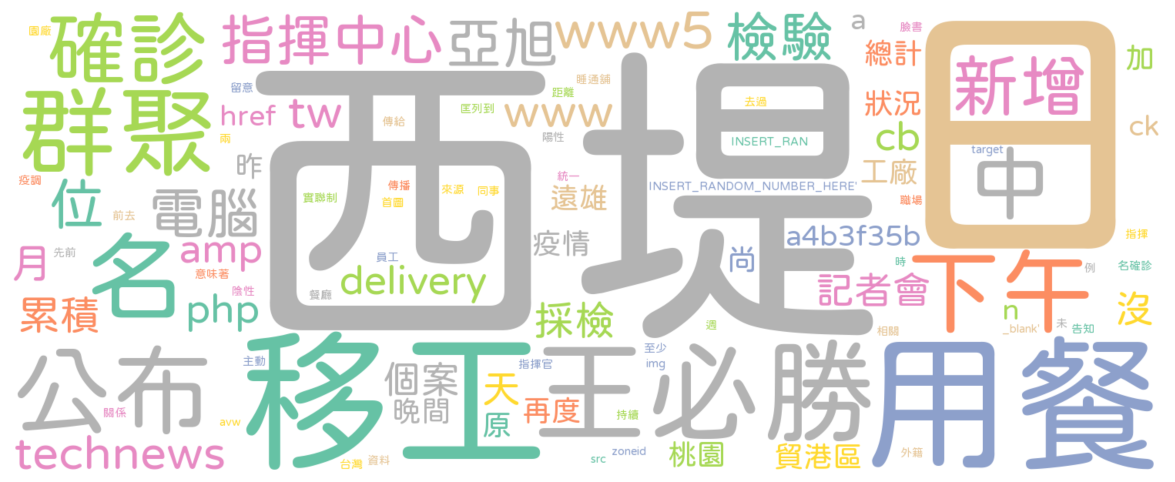 圍廠
確診
指揮中心
亞旭
www5
檢驗
a
臉書
總計
日
新增
加
群聚
留意
href
tw
雨
傳給
睡通舖
距離
匡列到
www
陽性
西堤
去過
INSERT_RAN
狀況
cb
ck
target
中
昨
疫調
位
前去
電腦
實聯制
傳播
首圖
來源
同事
統一
遠雄
INSERT_RANDOM_NUMBER_HERE'
工廠
職場
a4b3f35b
指揮
月
先前
名
amp
意味著
陰性
php
員工
疫情
delivery
餐廳
尚
記者會
時
下午
例
名確診
累積
採檢
週
相關
n
_blank'
未
告知
沒
公布
關係
主動
移工
個案
晚間
天
原
指揮官
再度
王必勝
至少
img
持續
用餐
technews
avw
台灣
資料
src
zoneid
桃園
貿港區
外籍